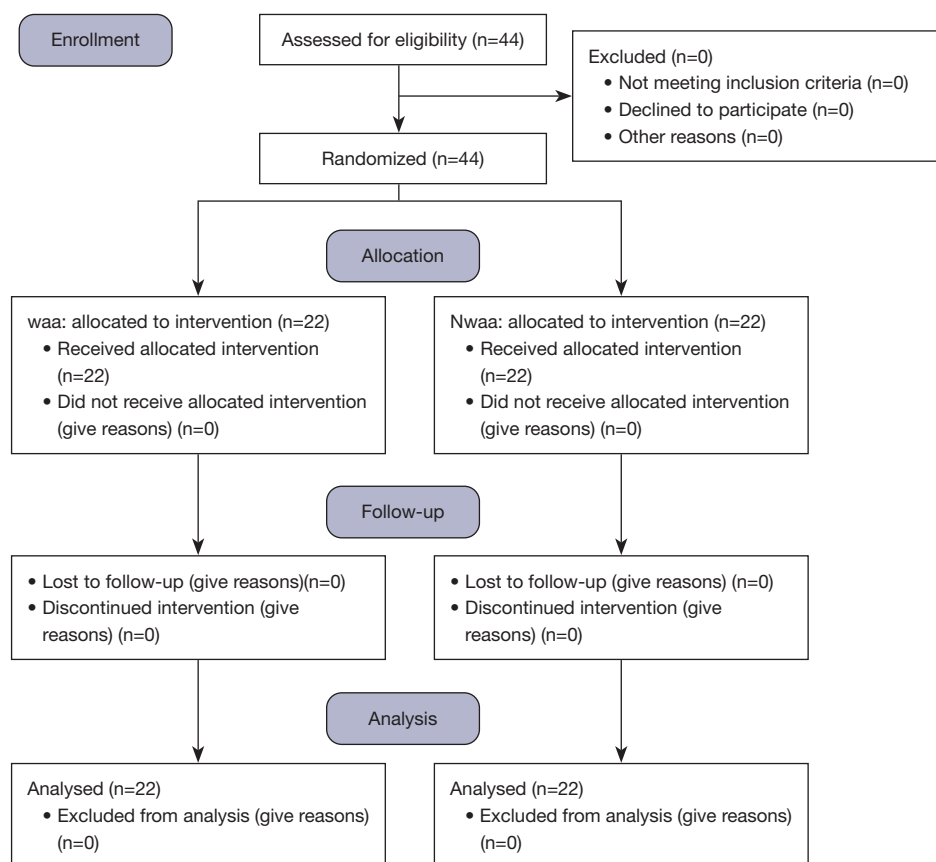 Enrollment
Assessed for eligibility (n=44)
Excluded (n=0)
• Not meeting inclusion criteria (n=0)
• Declined to participate (n=0)
• Other reasons (n=0)
Randomized (n=44)
Allocation
waa: allocated to intervention (n=22)
• Received allocated intervention
(n=22)
• Did not receive allocated intervention
(give reasons) (n=0)
Nwaa: allocated to intervention (n=22)
• Received allocated intervention
(n=22)
• Did not receive allocated intervention
(give reasons) (n=0)
Follow-up
• Lost to follow-up (give reasons)(n=0)
• Discontinued intervention (give
reasons) (n=0)
• Lost to follow-up (give reasons) (n=0)
• Discontinued intervention (give
reasons) (n=0)
Analysis
Analysed (n=22)
• Excluded from analysis (give reasons)
(n=0)
Analysed (n=22)
• Excluded from analysis (give reasons)
(n=0)